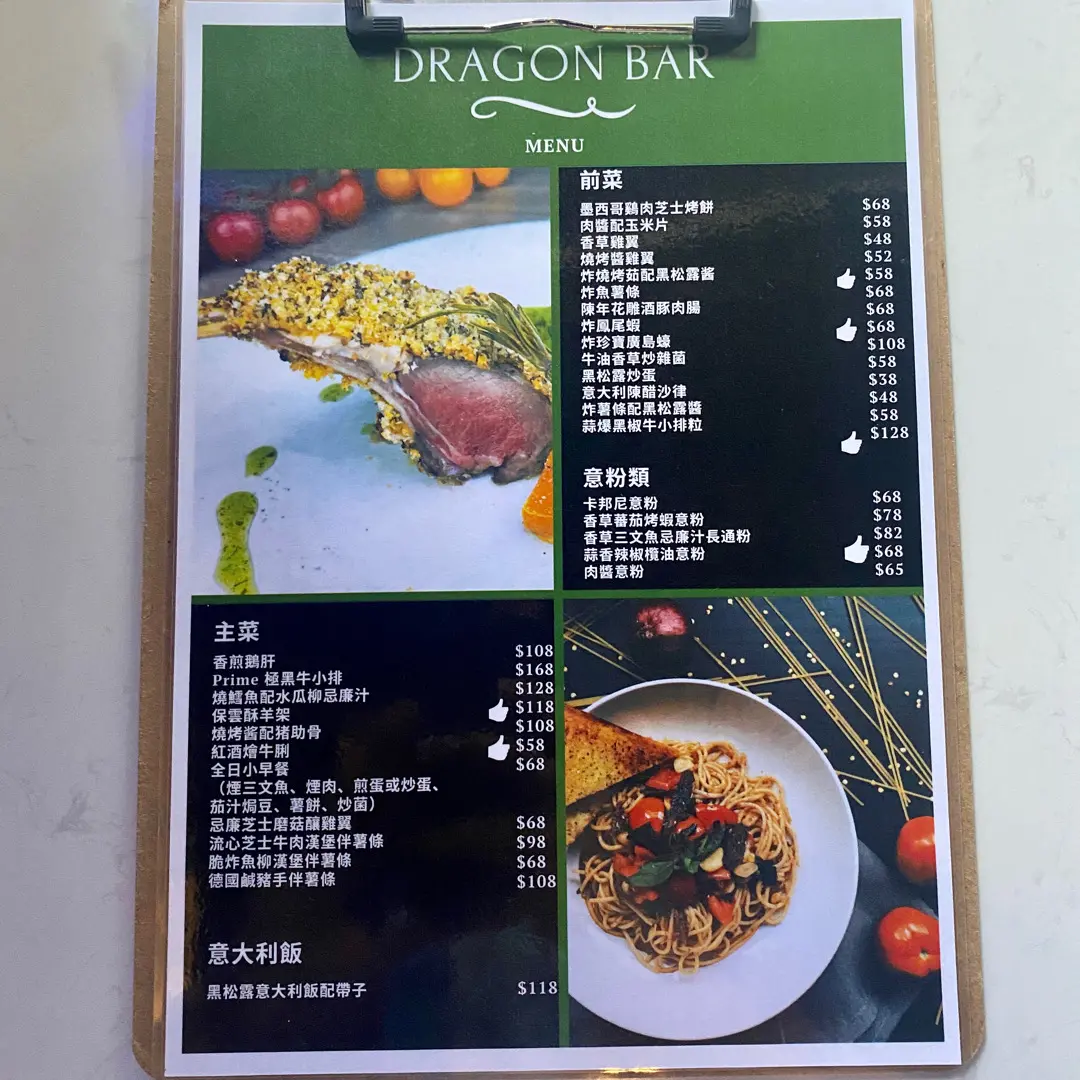 DRAGON BAR
MENU
前菜
墨西哥鷄肉芝士烤餅 $68
肉醬配玉米片 $58
香草雞翼 $48
燒烤醬雞翼 $52
炸燒烤茹配黑松露酱 $58
炸魚薯條 $68
陳年花雕酒豚肉腸 $68
炸鳳尾蝦 $68
炸珍寶廣島蠔 $108
牛油香草炒雜菌 $58
黑松露炒蛋 $38
意大利陳醋沙律 $48
炸薯條配黑松露醬 $58
蒜爆黑椒牛小排粒 $128
意粉類
卡邦尼意粉 $68
香草蕃茄烤蝦意粉 $78
香草三文魚忌廉汁長通粉 $82
蒜香辣椒欖油意粉 $68
肉醬意粉 $65
主菜
香煎鵝肝 $108
Prime 極黑牛小排 $168
燒鱈魚配水瓜柳忌廉汁 $128
保雲酥羊架 $118
燒烤酱配猪助骨 $108
紅酒燴牛脷 $58
全日小早餐 $68
（煙三文魚、煙肉、煎蛋或炒蛋、
茄汁焗豆、薯餅、炒菌）
忌廉芝士磨菇釀雞翼 $68
流心芝士牛肉漢堡伴薯條 $98
脆炸魚柳漢堡伴薯條 $68
德國鹹豬手伴薯條 $108
意大利飯
黑松露意大利飯配帶子 $118